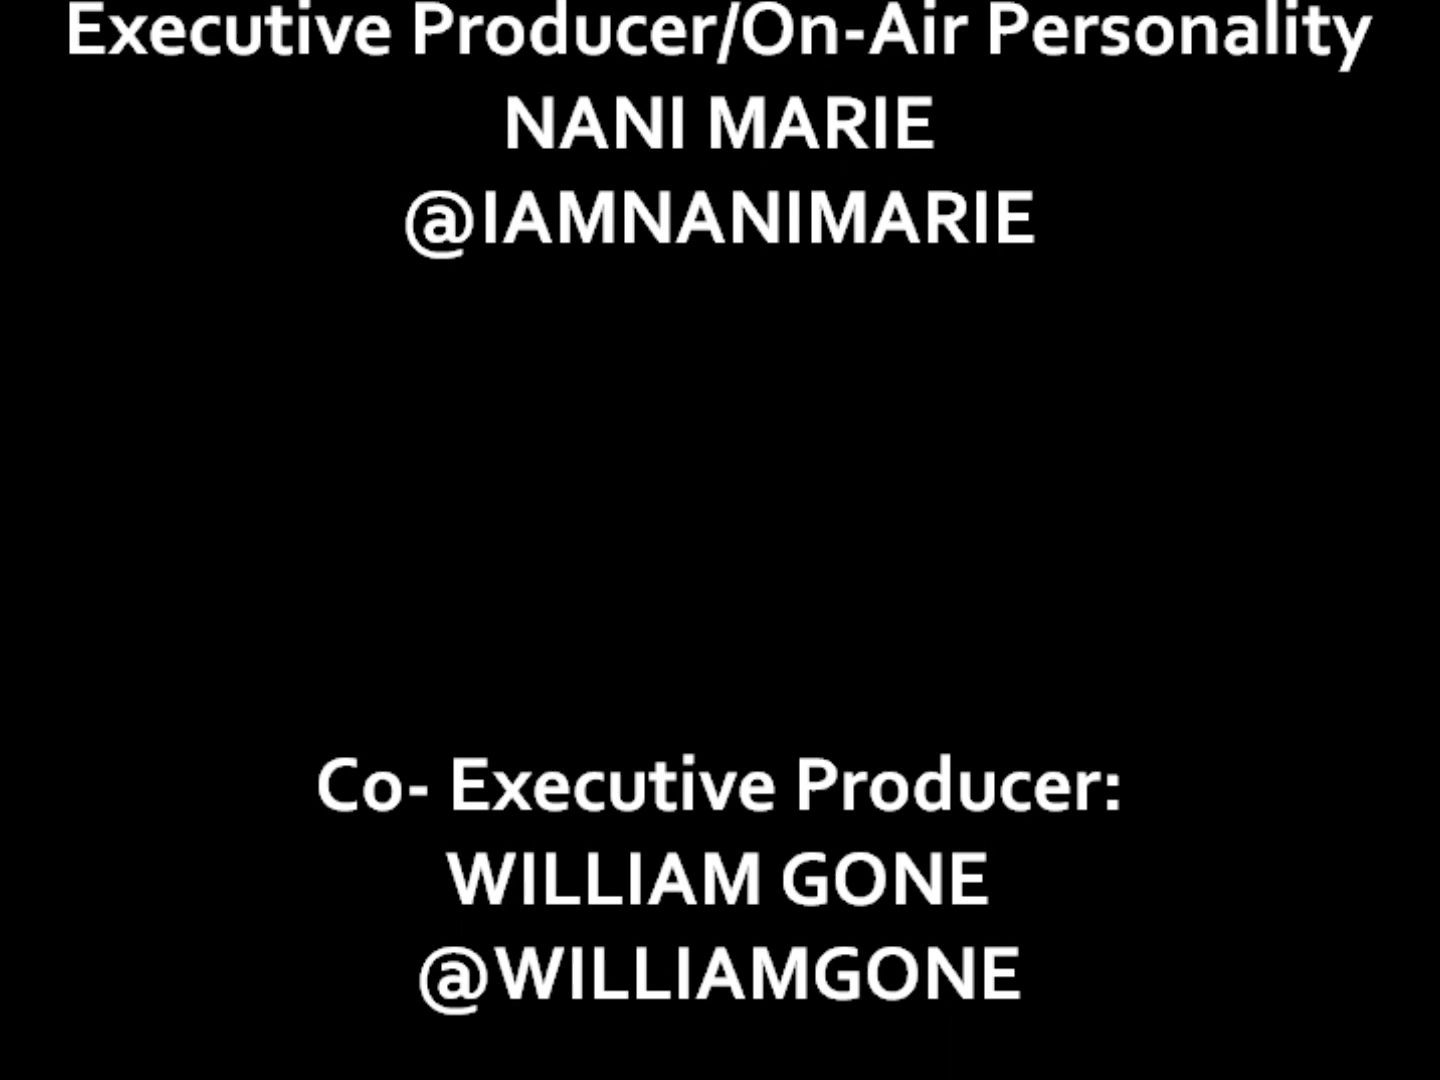 Executive Producer/On-Air Personality
NANI MARIE
@IAMNANIMARIE
Co- Executive Producer:
WILLIAM GONE
@WILLIAMGONE